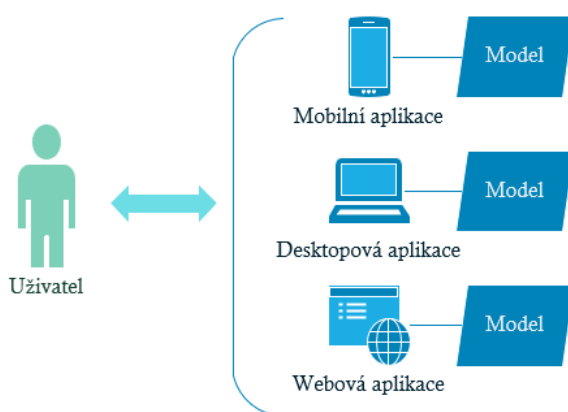 Model
Mobilní aplikace
Model
Desktopová aplikace
Uživatel
Model
Webová aplikace